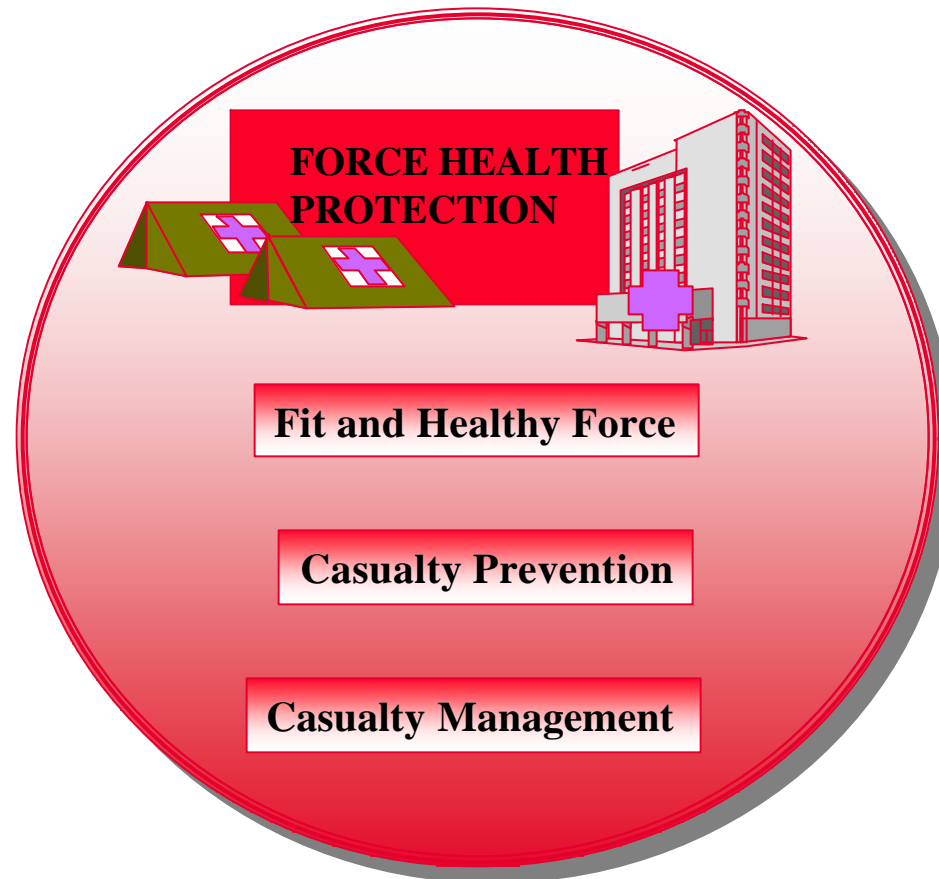 FORCE HEALTH
PROTECTION
Fit and Healthy Force
Casualty Prevention
Casualty Management